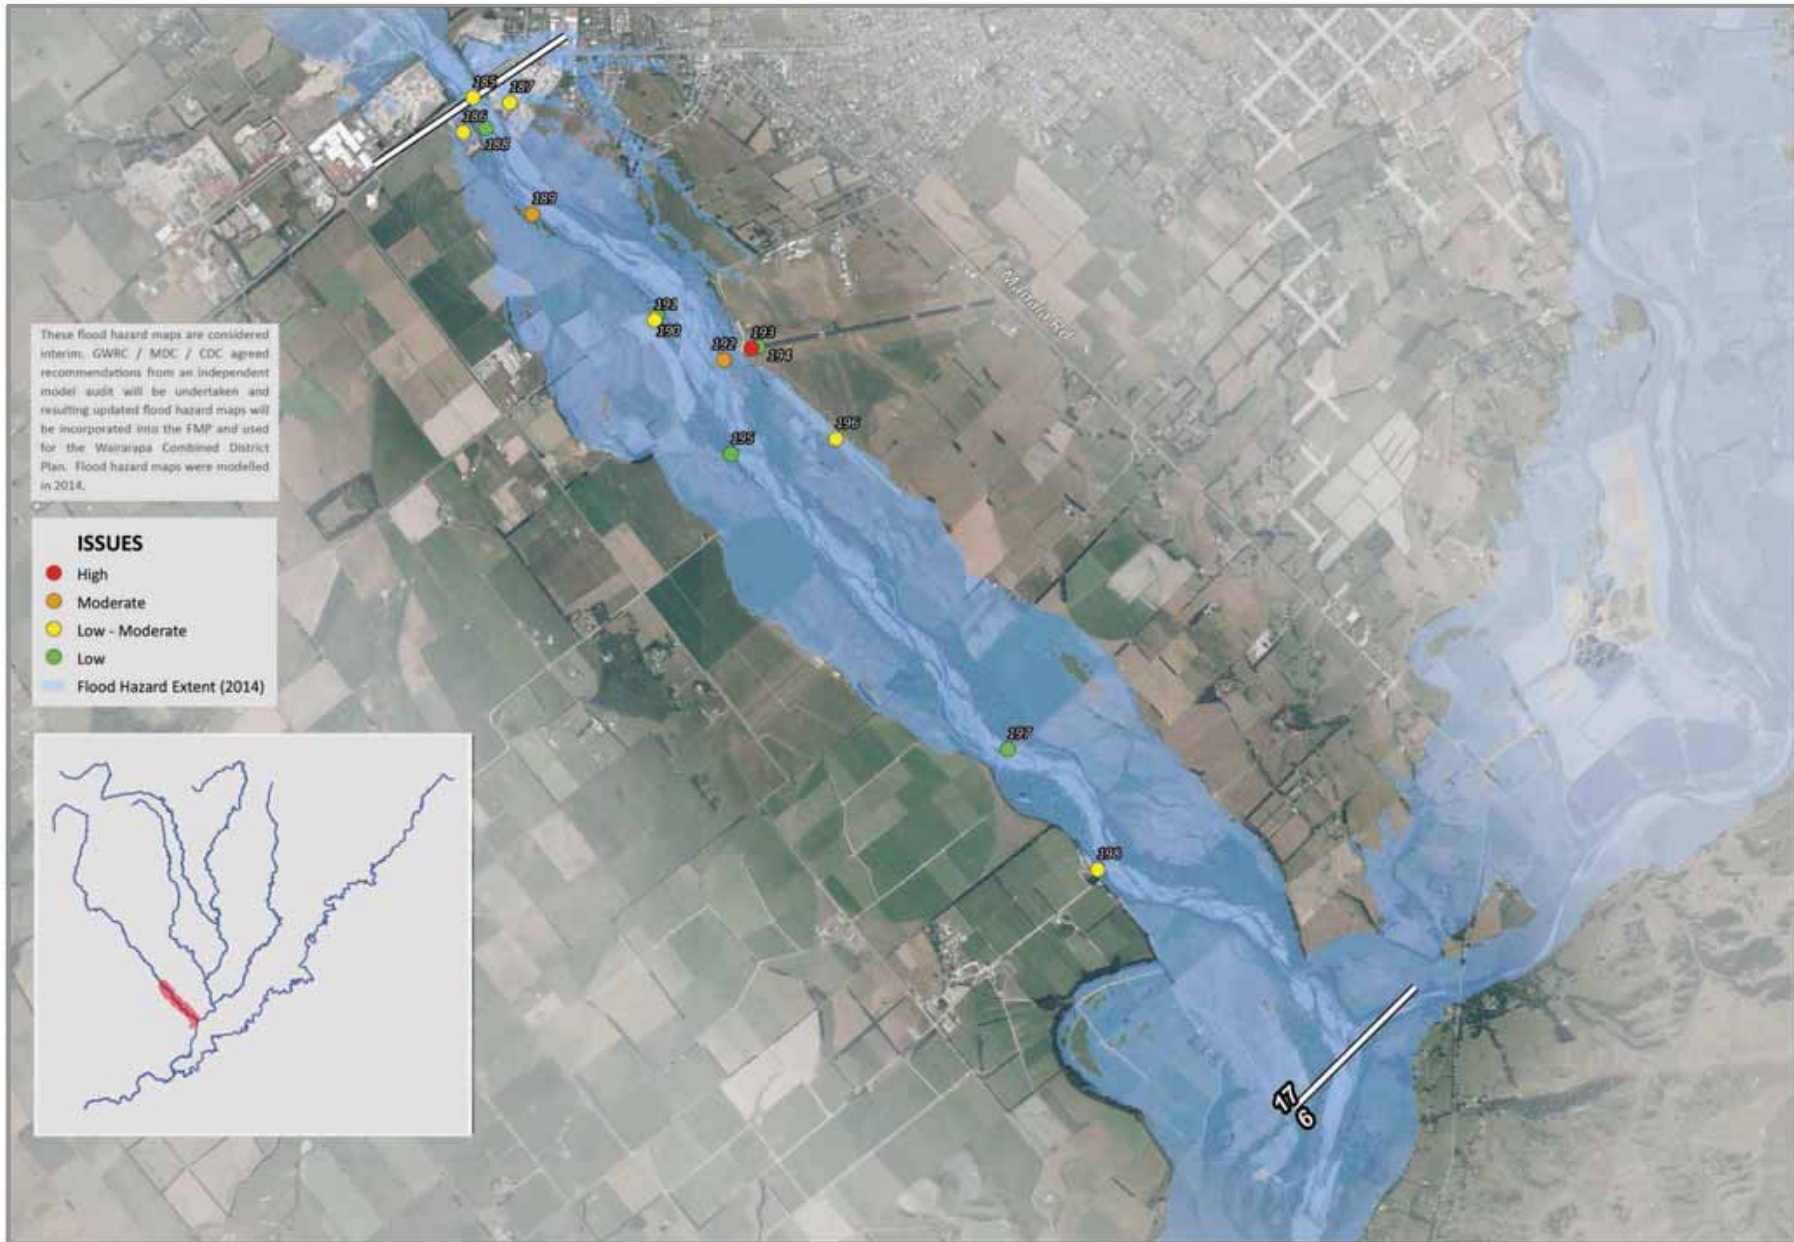 185
187
186
188
189
191
190
193
192
194
196
195
197
198
Manaia Rd
17
6
These flood hazard maps are considered
interim. GWRC / MDC / CDC agreed
recommendations from an independent
model audit will be undertaken and
resulting updated flood hazard maps will
be incorporated into the FMP and used
for the Wairarapa Combined District
Plan. Flood hazard maps were modelled
in 2014.
ISSUES
High
Moderate
Low - Moderate
Low
Flood Hazard Extent (2014)